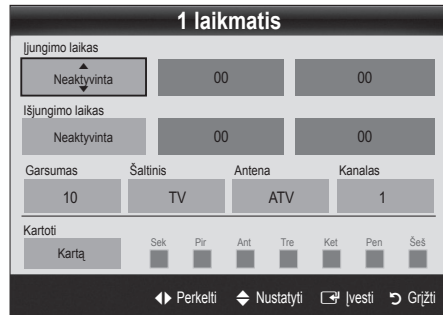 1 laikmatis
Įjungimo laikas
Neaktyvinta 00 00
Išjungimo laikas
Neaktyvinta 00 00
Garsumas Šaltinis Antena Kanalas
10 TV ATV 1
Kartoti
Kartą Sek Pir Ant Tre Ket Pen Šeš
Perkelti Nustatyti Įvesti Grįžti